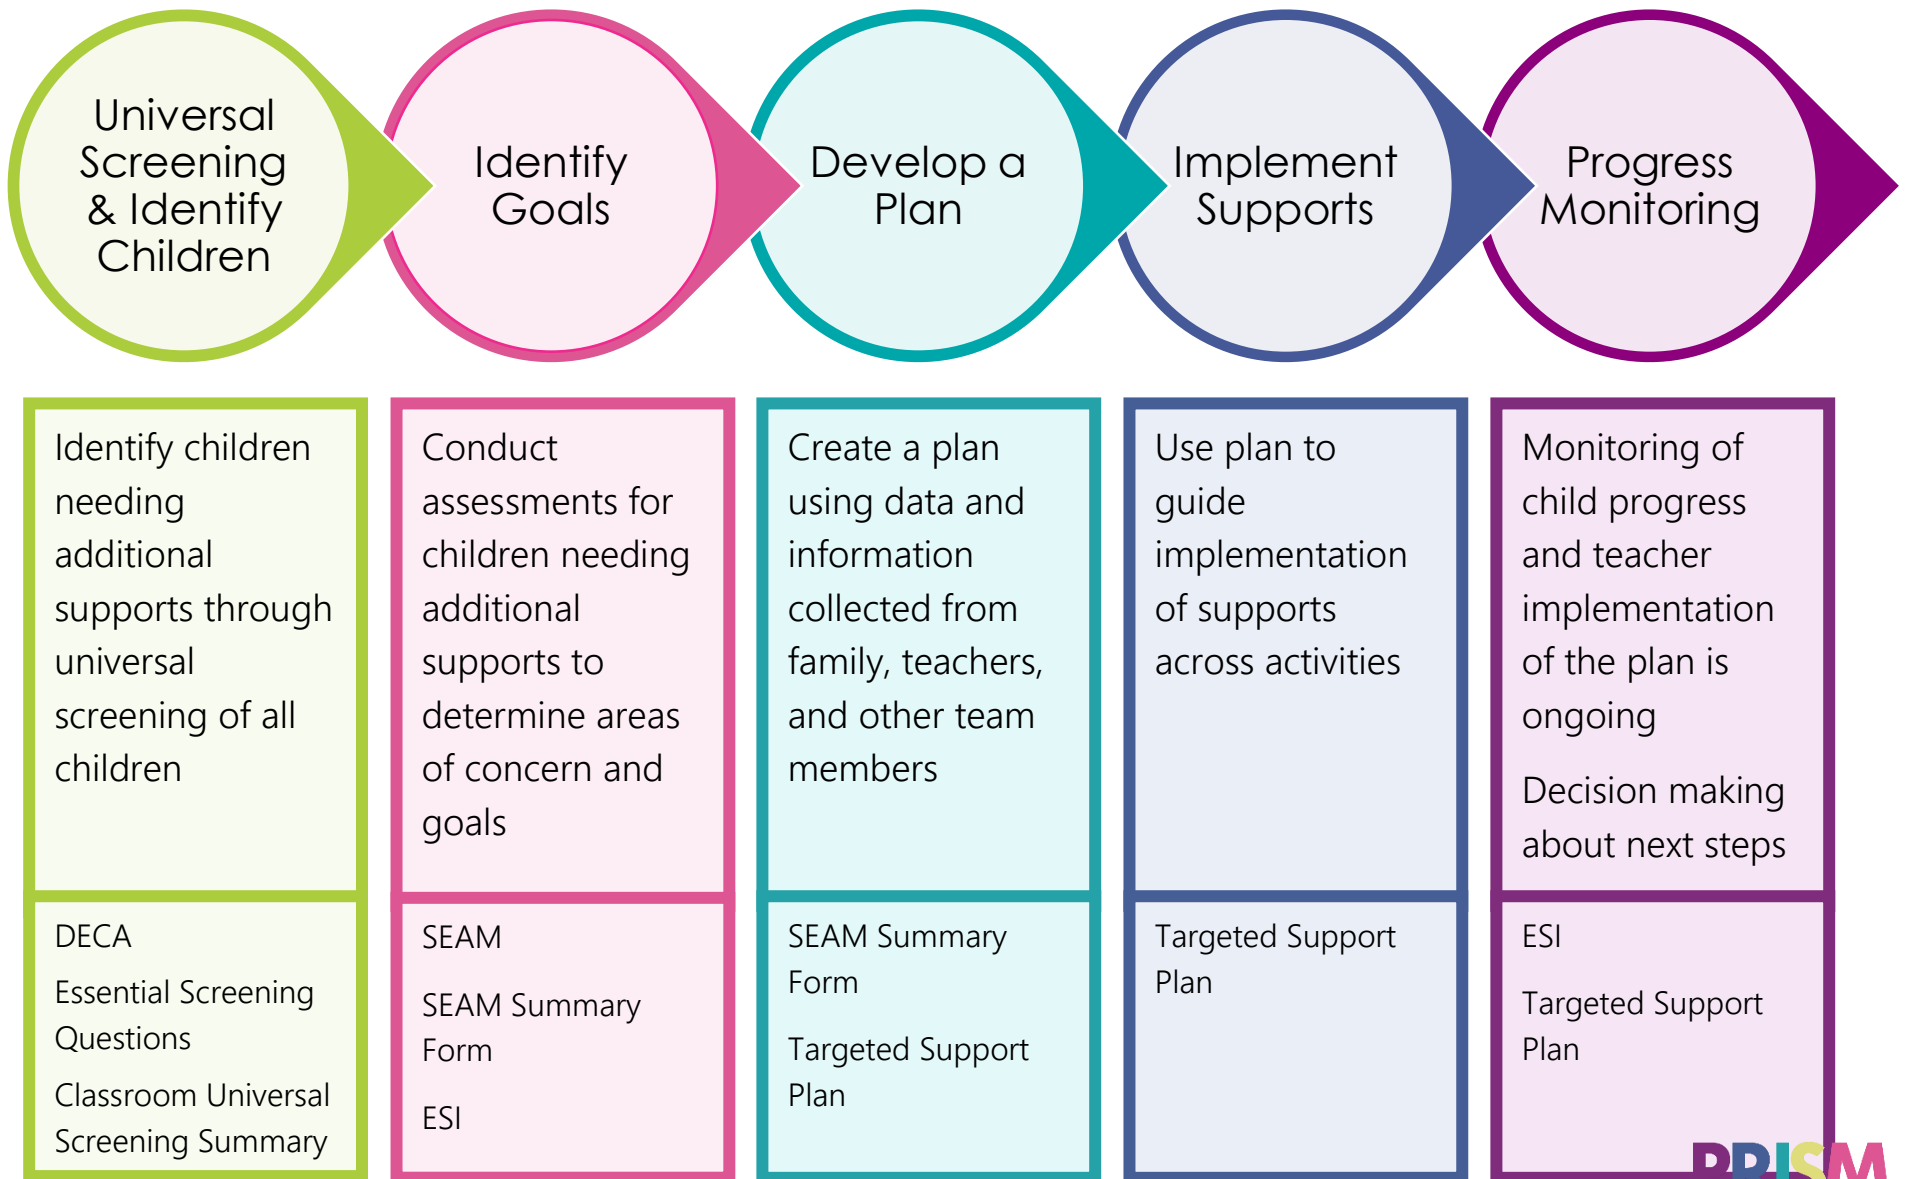 Universal
Screening
& Identify
Children
Identify
Goals
Develop a
Plan
Implement
Supports
Progress
Monitoring
Identify children
needing
additional
supports through
universal
screening of all
children
Conduct
assessments for
children needing
additional
supports to
determine areas
of concern and
goals
Create a plan
using data and
information
collected from
family, teachers,
and other team
members
Use plan to
guide
implementation
of supports
across activities
Monitoring of
child progress
and teacher
implementation
of the plan is
ongoing
Decision making
about next steps
DECA
Essential Screening
Questions
Classroom Universal
Screening Summary
SEAM
SEAM Summary
Form
ESI
SEAM Summary
Form
Targeted Support
Plan
Targeted Support
Plan
ESI
Targeted Support
Plan
PRISM